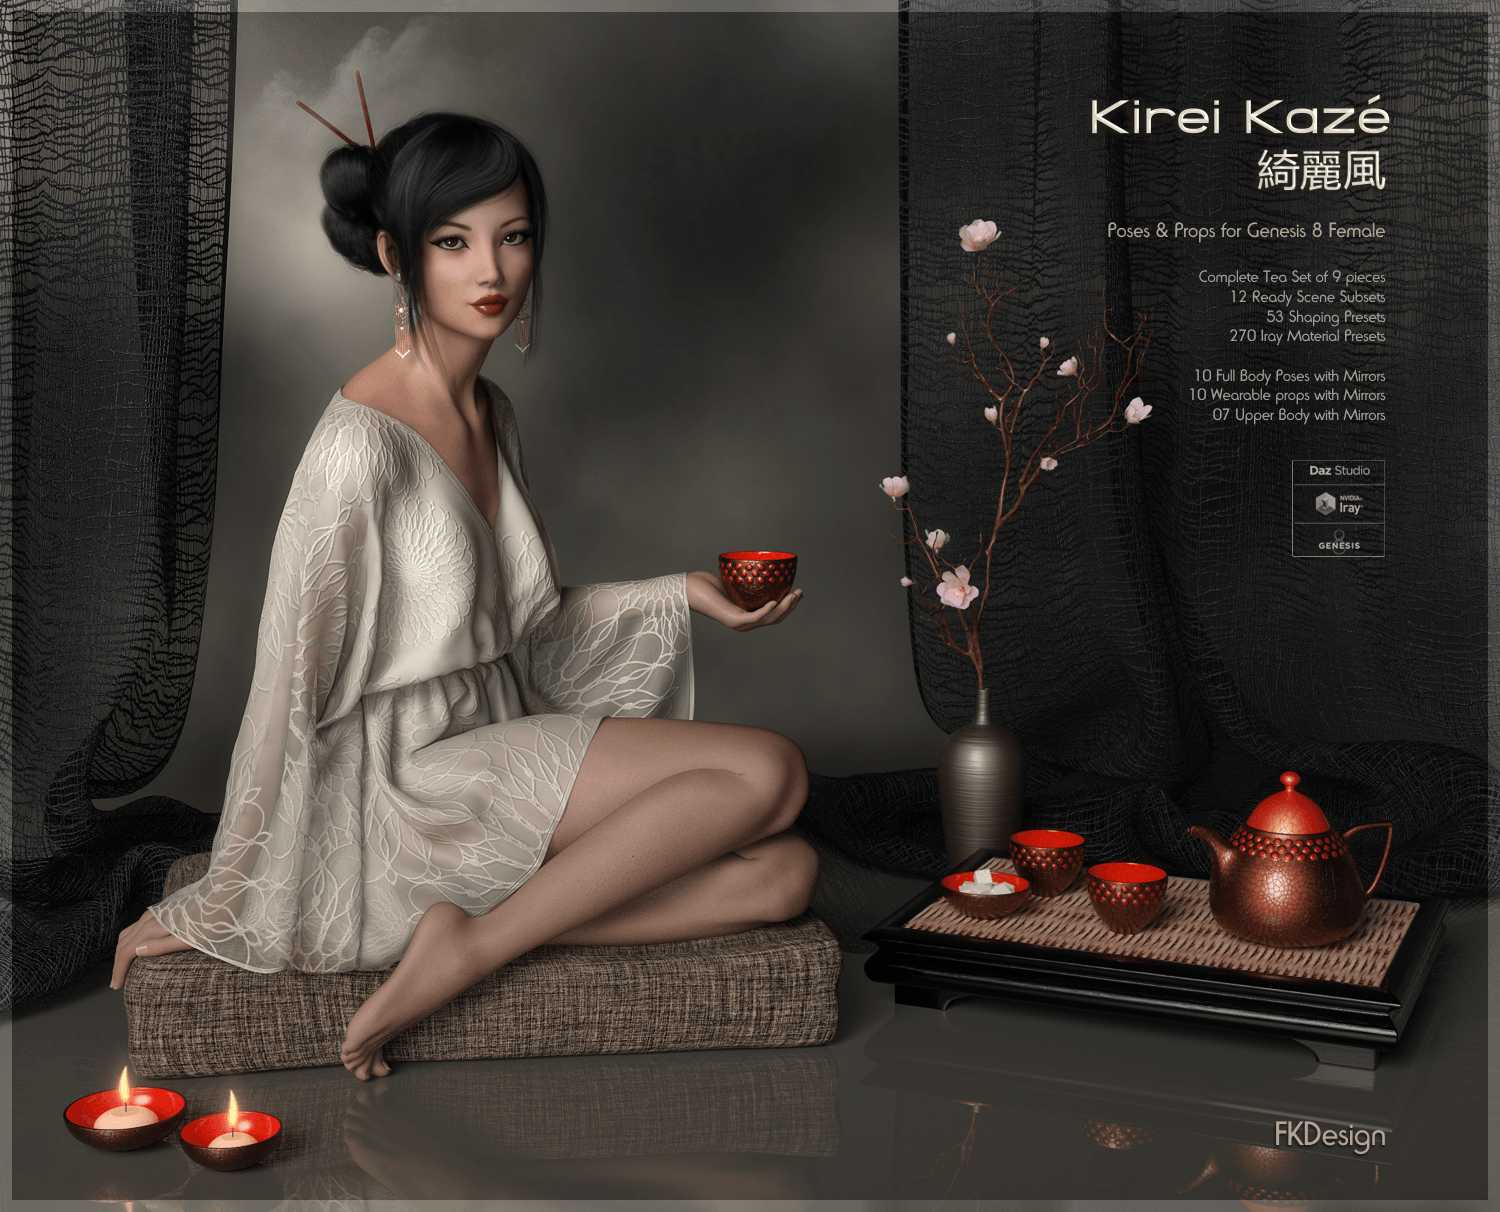 Kirei Kazé
綺麗風
Poses & Props for Genesis 8 Female
Complete Tea Set of 9 pieces
12 Ready Scene Subsets
53 Shaping Presets
270 Iray Material Presets
10 Full Body Poses with Mirrors
10 Wearable props with Mirrors
07 Upper Body with Mirrors
Daz Studio
NVIDIA
Iray
GENESIS
FKDesign